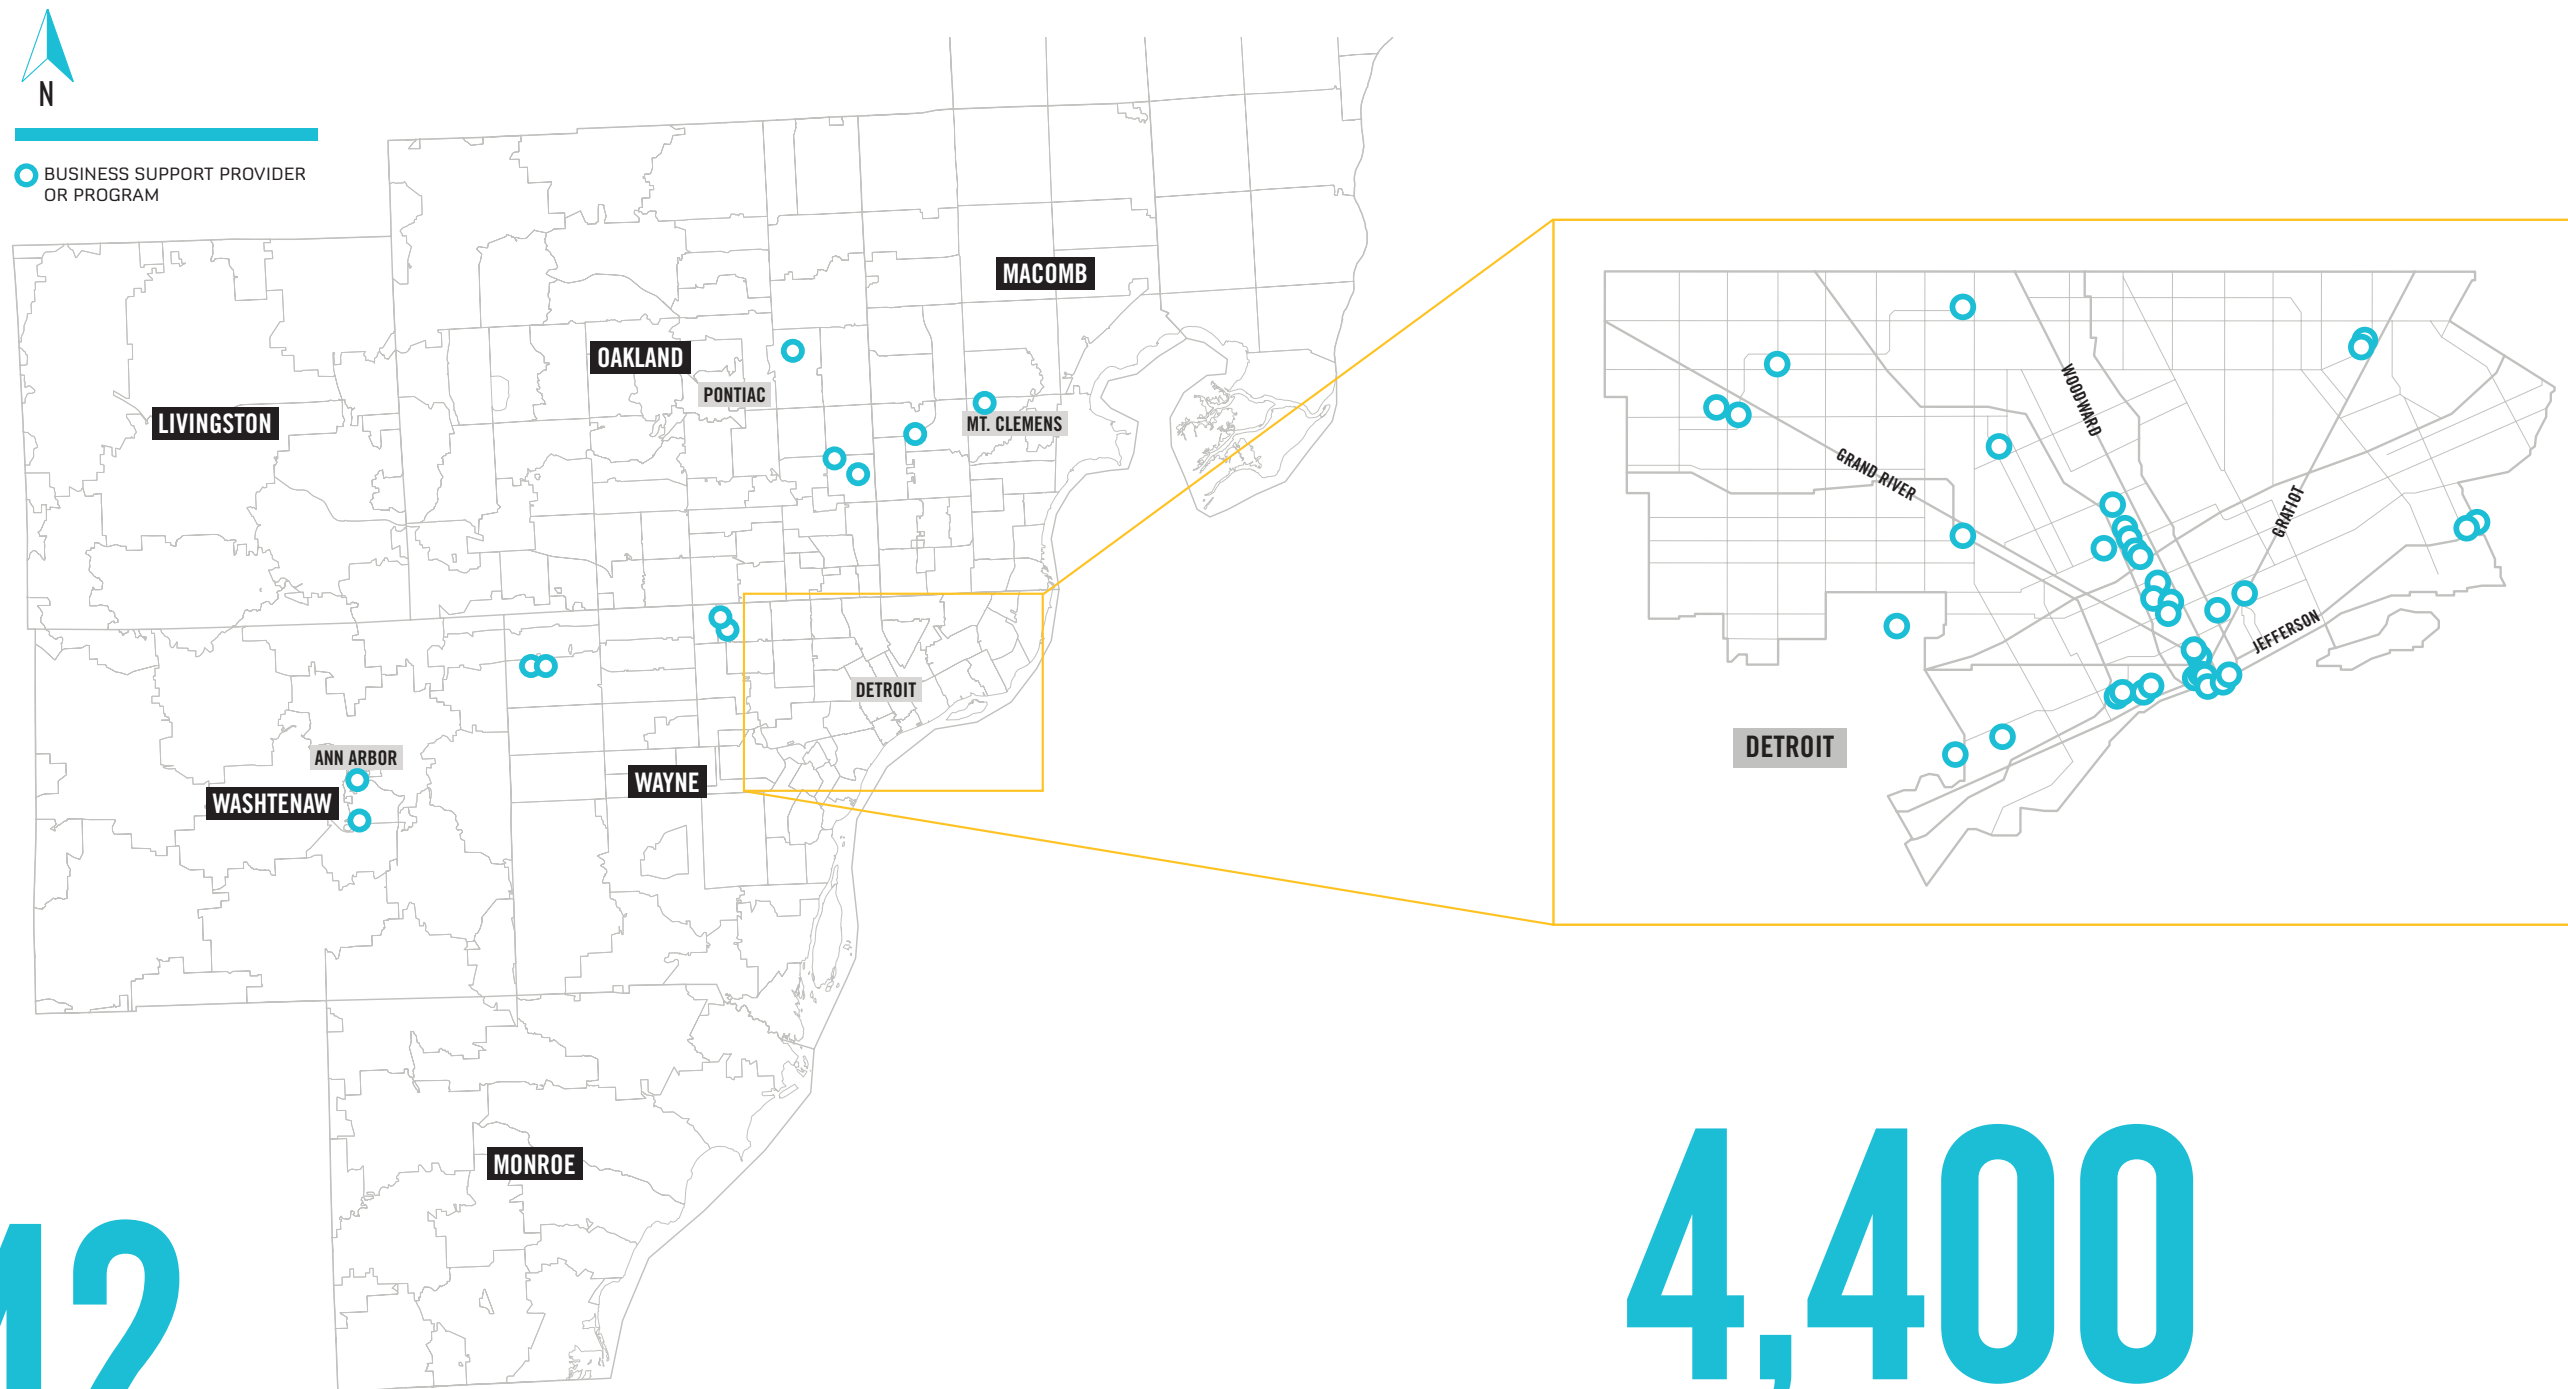 N
BUSINESS SUPPORT PROVIDER
OR PROGRAM
MACOMB
OAKLAND
PONTIAC
LIVINGSTON
MT. CLEMENS
DETROIT
ANN ARBOR
WASHTENAW
WAYNE
MONROE
WOODWARD
GRAND RIVER
GRATIOT
JEFFERSON
DETROIT
12
4,400